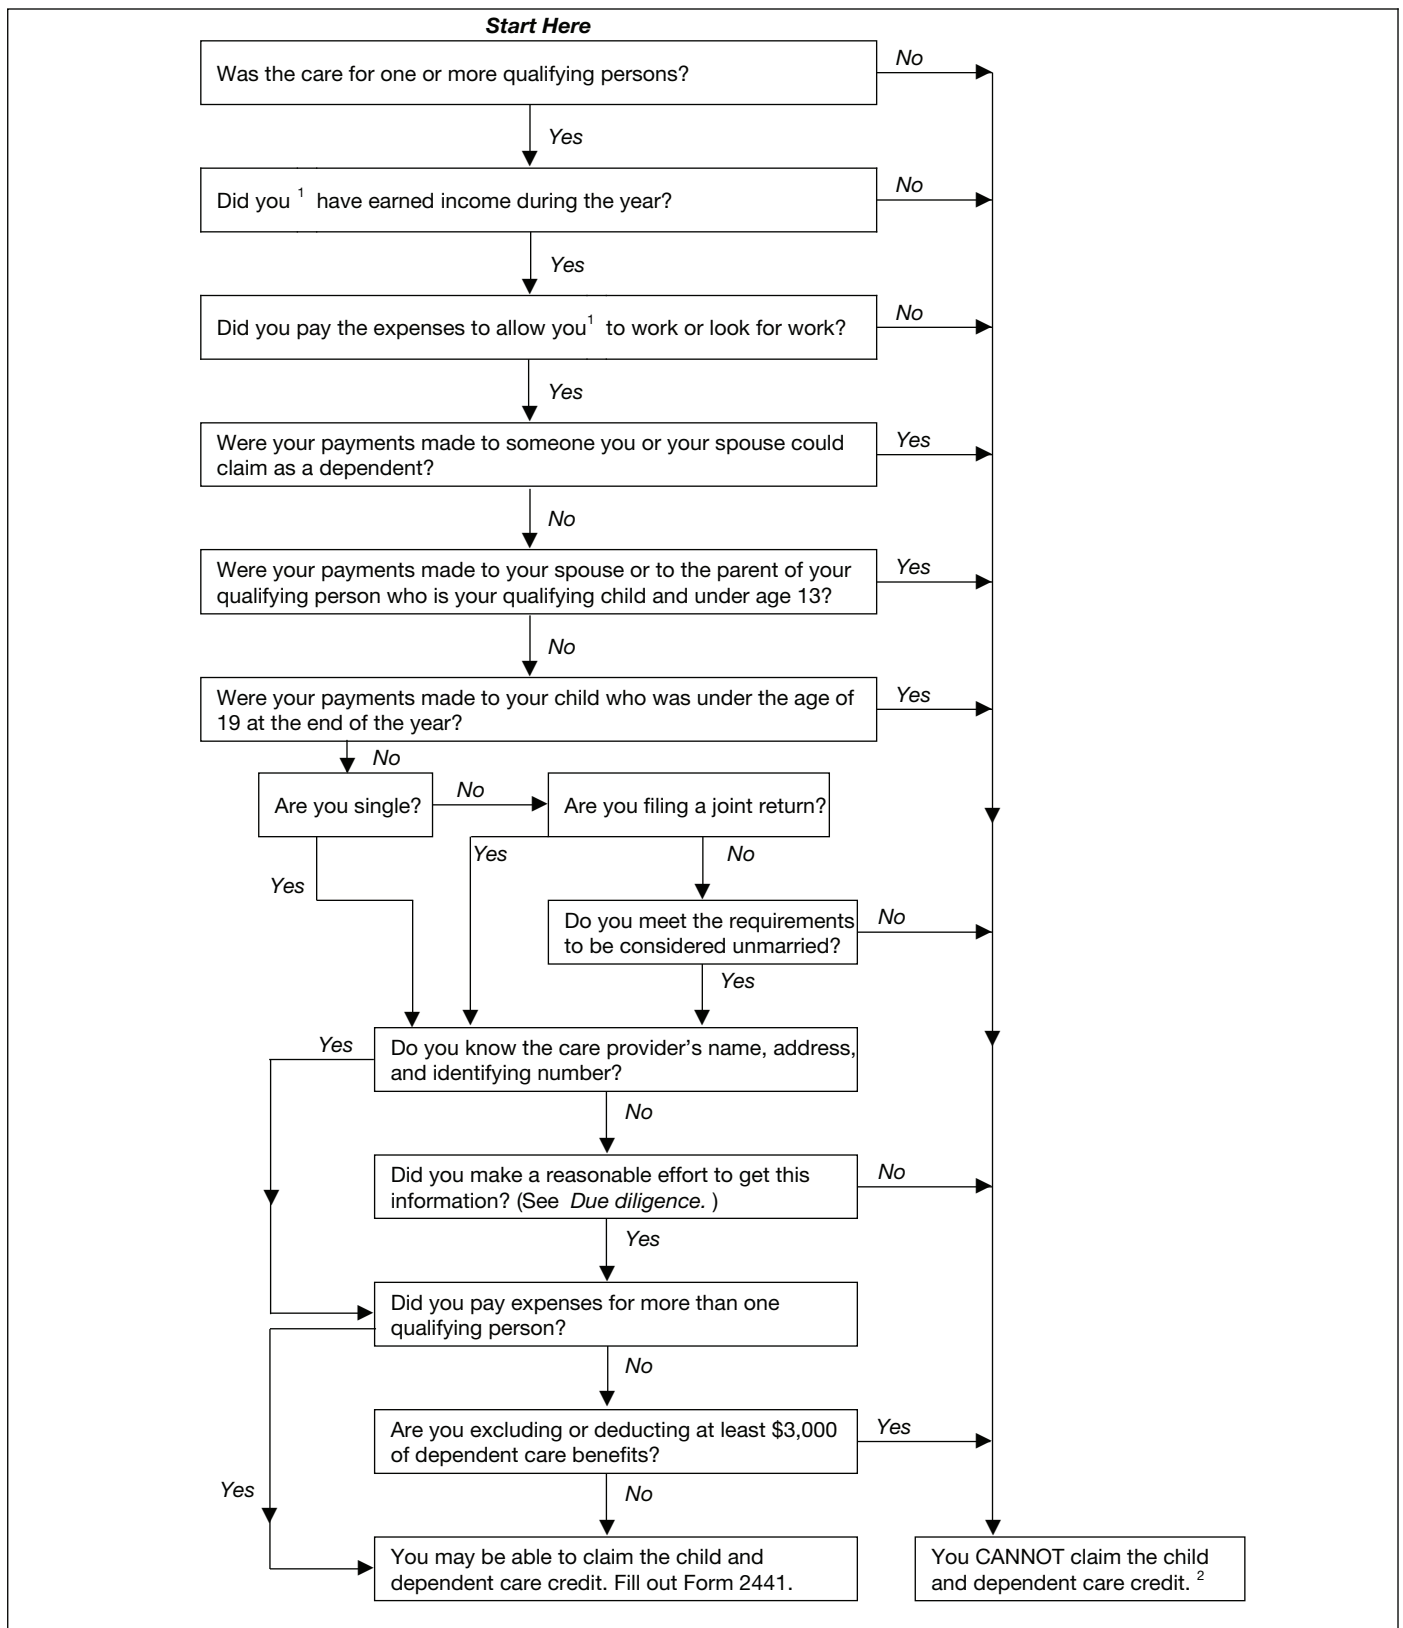 Start Here
Was the care for one or more qualifying persons?
No
Yes
Did you 1 have earned income during the year?
No
Yes
Did you pay the expenses to allow you1 to work or look for work?
No
Yes
Were your payments made to someone you or your spouse could
claim as a dependent?
Yes
No
Were your payments made to your spouse or to the parent of your
qualifying person who is your qualifying child and under age 13?
Yes
No
Were your payments made to your child who was under the age of
19 at the end of the year?
Yes
No
Are you single?
No
Are you filing a joint return?
Yes
No
Yes
Do you meet the requirements
to be considered unmarried?
No
Yes
Yes
Do you know the care provider's name, address,
and identifying number?
No
Did you make a reasonable effort to get this
information? (See Due diligence. )
No
Yes
Did you pay expenses for more than one
qualifying person?
No
Are you excluding or deducting at least $3,000
of dependent care benefits?
Yes
Yes
No
You may be able to claim the child and
dependent care credit. Fill out Form 2441.
You CANNOT claim the child
and dependent care credit. 2